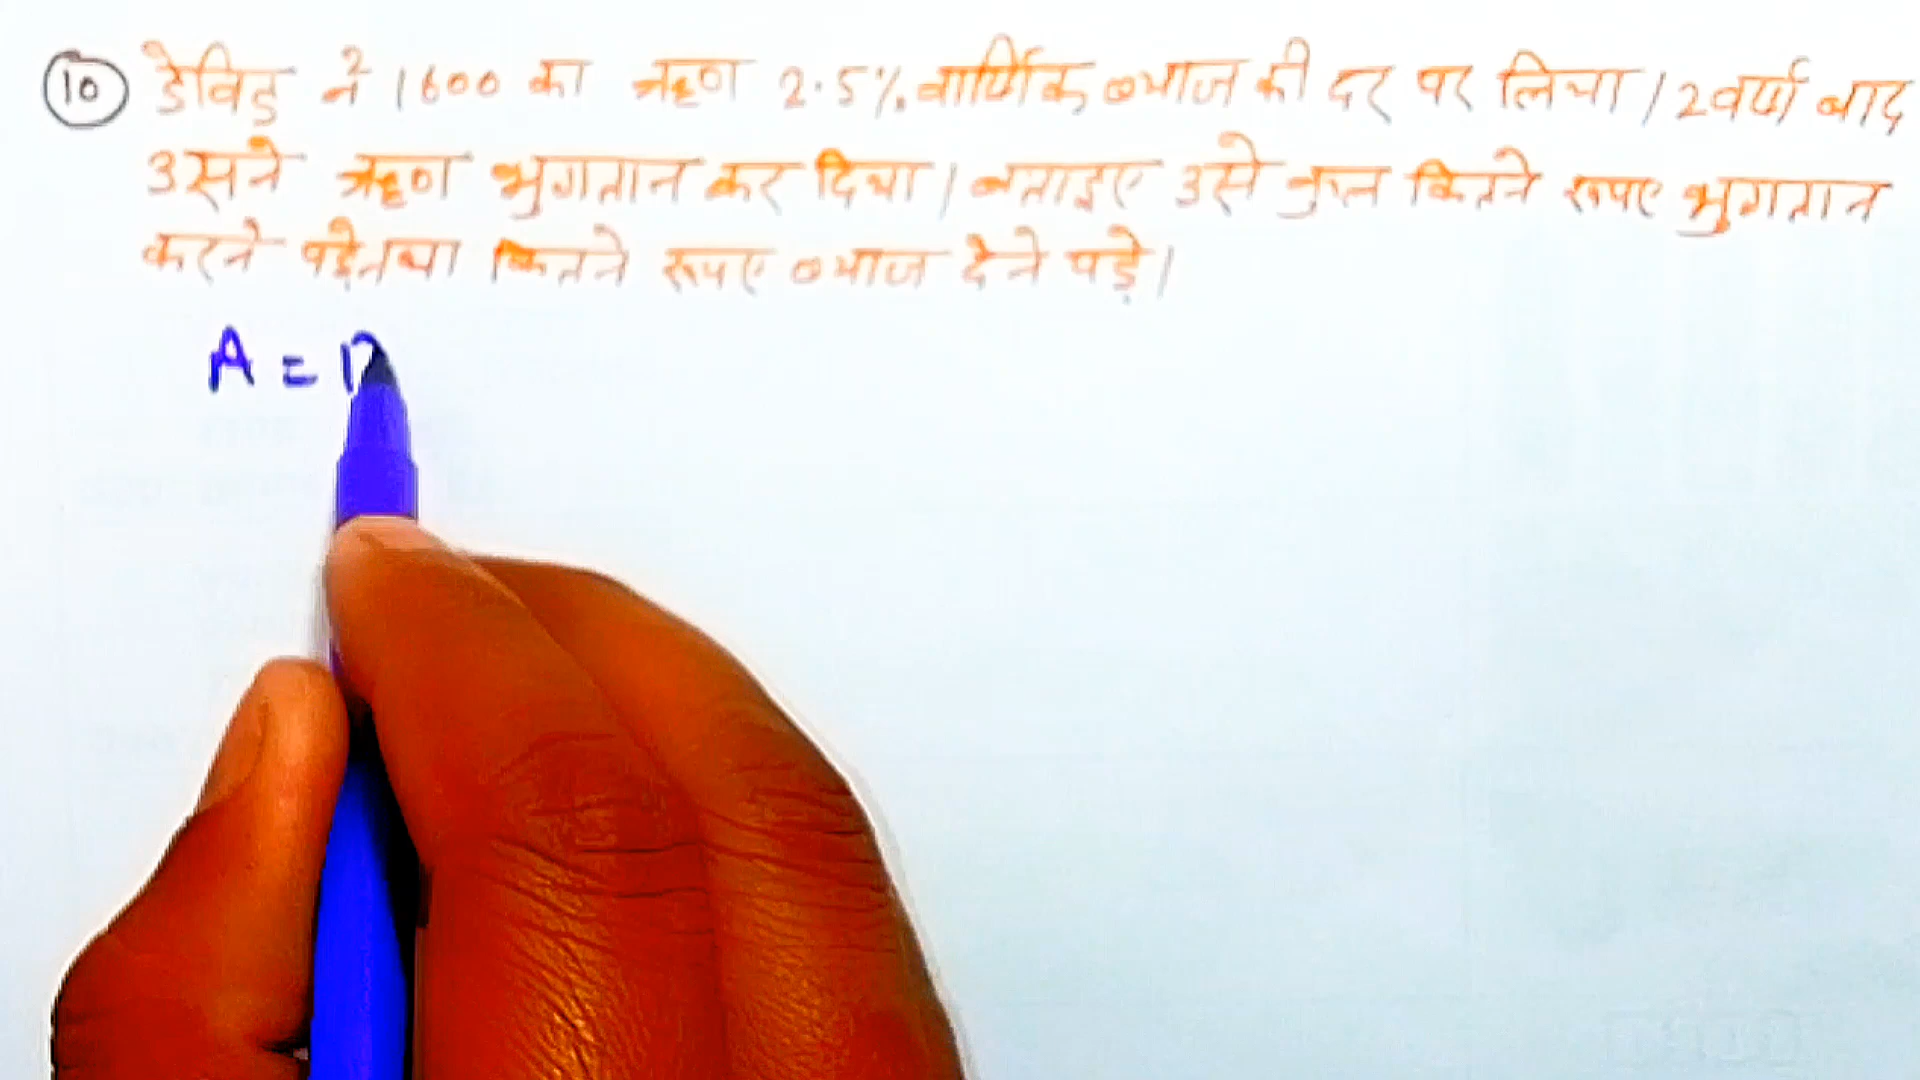 10 डेविड ने 1600 का ऋण 2.5% वार्षिक ब्याज की दर पर लिया। 2 वर्ष बाद
उसने ऋण भुगतान कर दिया। बताइए उसे कुल कितने रूपए भुगतान
करने पड़े तथा कितने रूपए ब्याज देने पड़े।
A = P